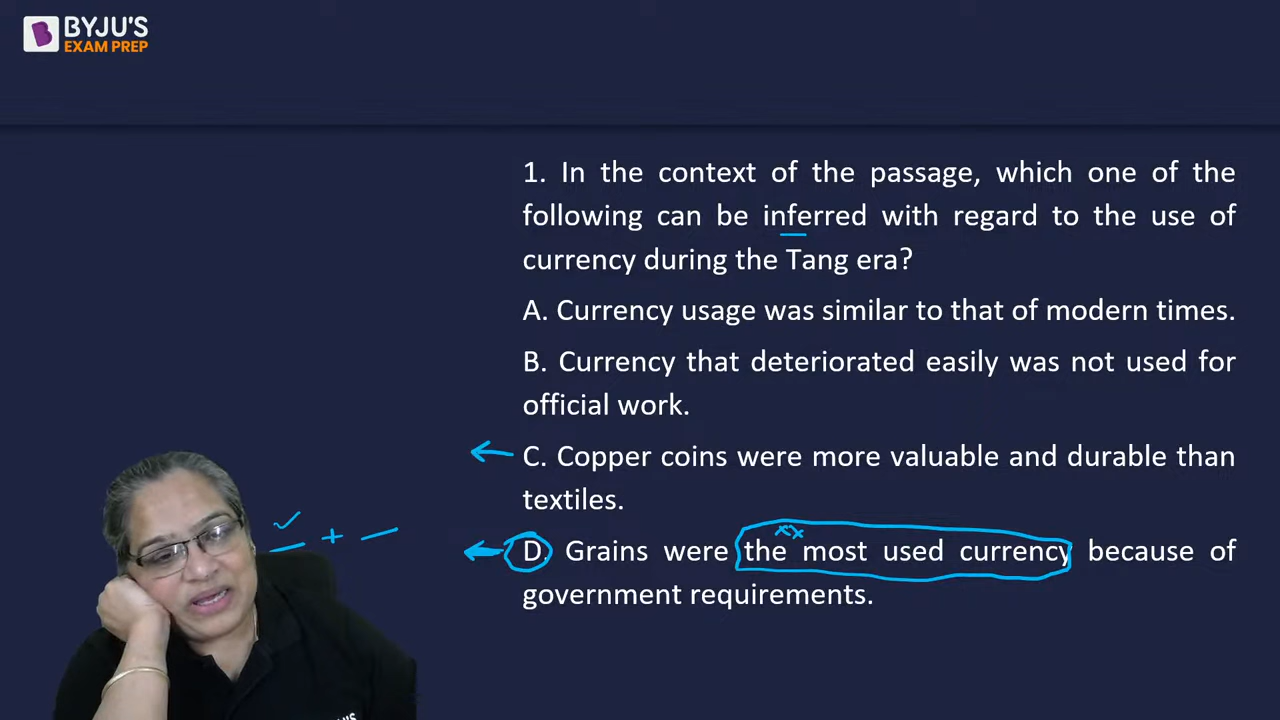 BYJU'S
EXAM PREP
1. In the context of the passage, which one of the
following can be inferred with regard to the use of
currency during the Tang era?
A. Currency usage was similar to that of modern times.
B. Currency that deteriorated easily was not used for
official work.
C. Copper coins were more valuable and durable than
textiles.
D. Grains were the most used currency because of
government requirements.